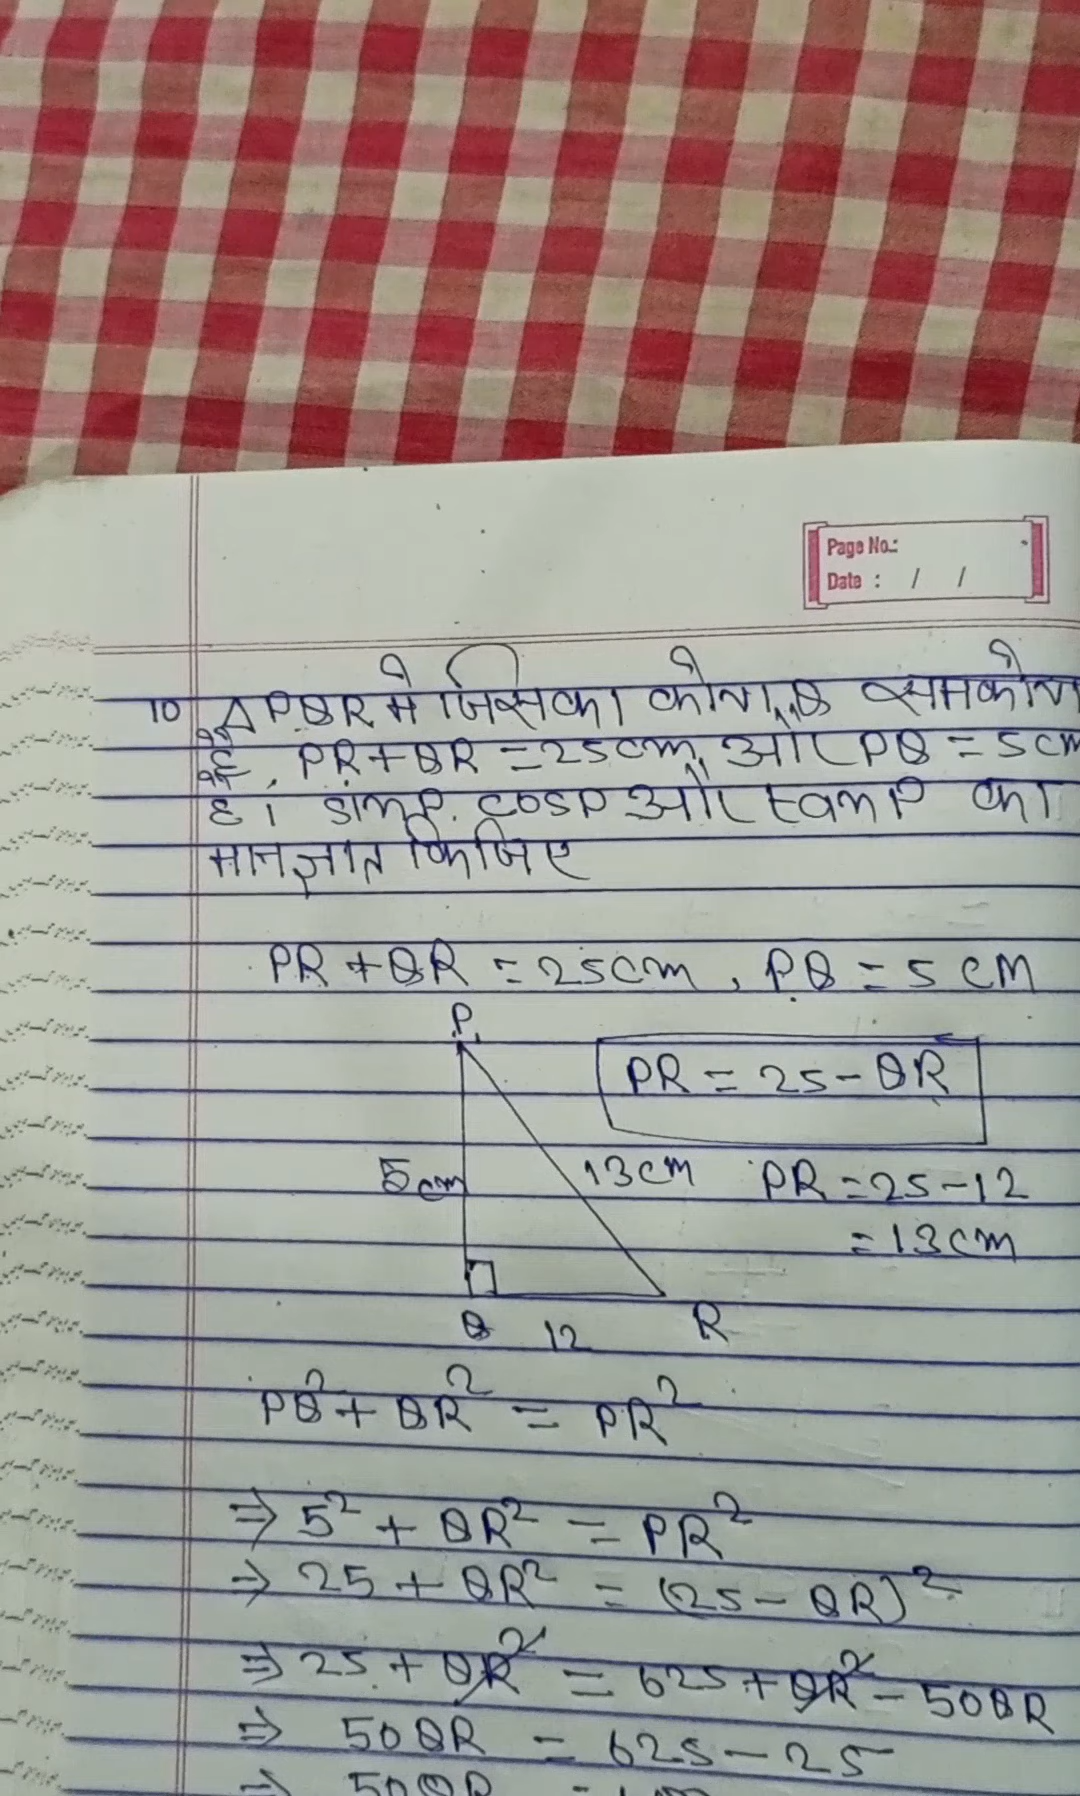 Page No.:
Date : / /
10 △PQR में जिसका कोण Q समकोण
है, PR+QR = 25cm, और PQ = 5cm
है। sinp. cosp और tanp का
मान ज्ञात किजिए
PR + QR = 25cm, PQ = 5 CM
P
PR = 25 - QR
5cm 13cm PR = 25-12
= 13cm
Q 12 R
PQ² + QR² = PR²
⇒ 5² + QR² = PR²
⇒ 25 + QR² = (25 - QR)²
⇒ 25 + QR² = 625 + QR² - 50QR
⇒ 50QR = 625 - 25